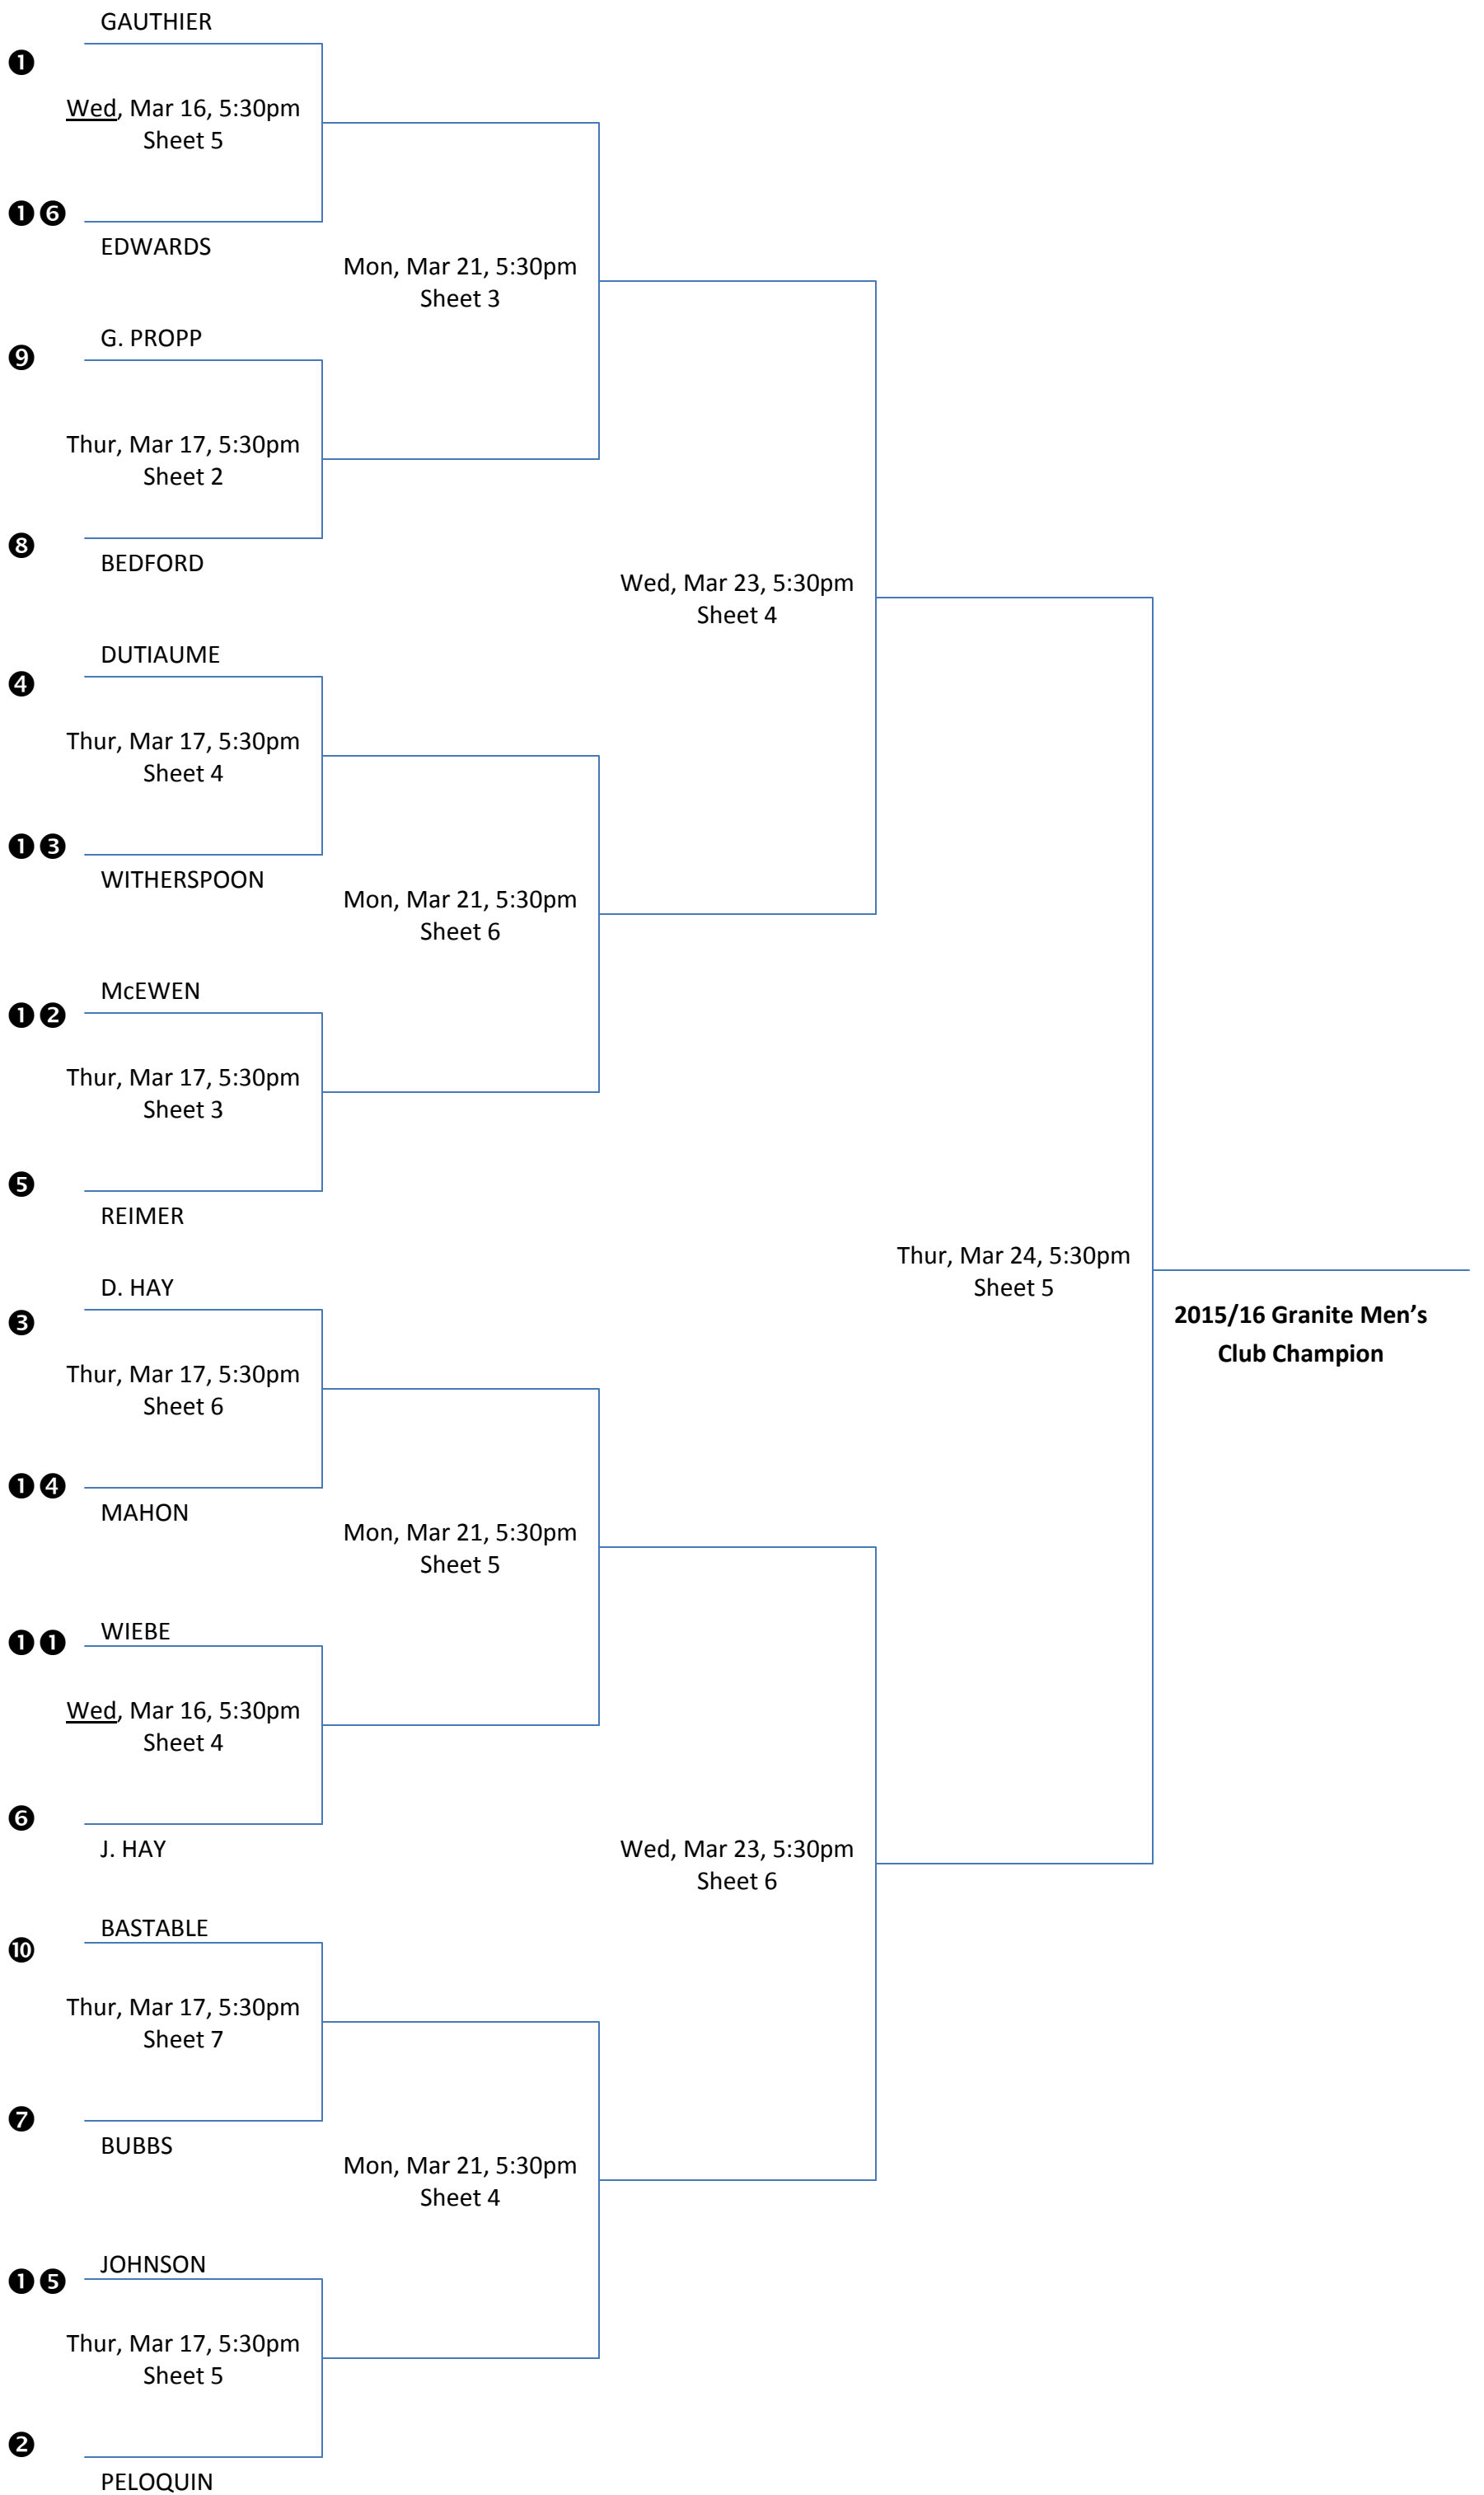 GAUTHIER
❶
Wed, Mar 16, 5:30pm
Sheet 5
❶❻
EDWARDS
Mon, Mar 21, 5:30pm
Sheet 3
G. PROPP
❾
Thur, Mar 17, 5:30pm
Sheet 2
❽
BEDFORD
Wed, Mar 23, 5:30pm
Sheet 4
DUTIAUME
❹
Thur, Mar 17, 5:30pm
Sheet 4
❶❸
WITHERSPOON
Mon, Mar 21, 5:30pm
Sheet 6
McEWEN
❶❷
Thur, Mar 17, 5:30pm
Sheet 3
❺
REIMER
Thur, Mar 24, 5:30pm
Sheet 5
2015/16 Granite Men’s
Club Champion
D. HAY
❸
Thur, Mar 17, 5:30pm
Sheet 6
❶❹
MAHON
Mon, Mar 21, 5:30pm
Sheet 5
WIEBE
❶❶
Wed, Mar 16, 5:30pm
Sheet 4
❻
J. HAY
Wed, Mar 23, 5:30pm
Sheet 6
BASTABLE
❿
Thur, Mar 17, 5:30pm
Sheet 7
❼
BUBBS
Mon, Mar 21, 5:30pm
Sheet 4
JOHNSON
❶❺
Thur, Mar 17, 5:30pm
Sheet 5
❷
PELOQUIN